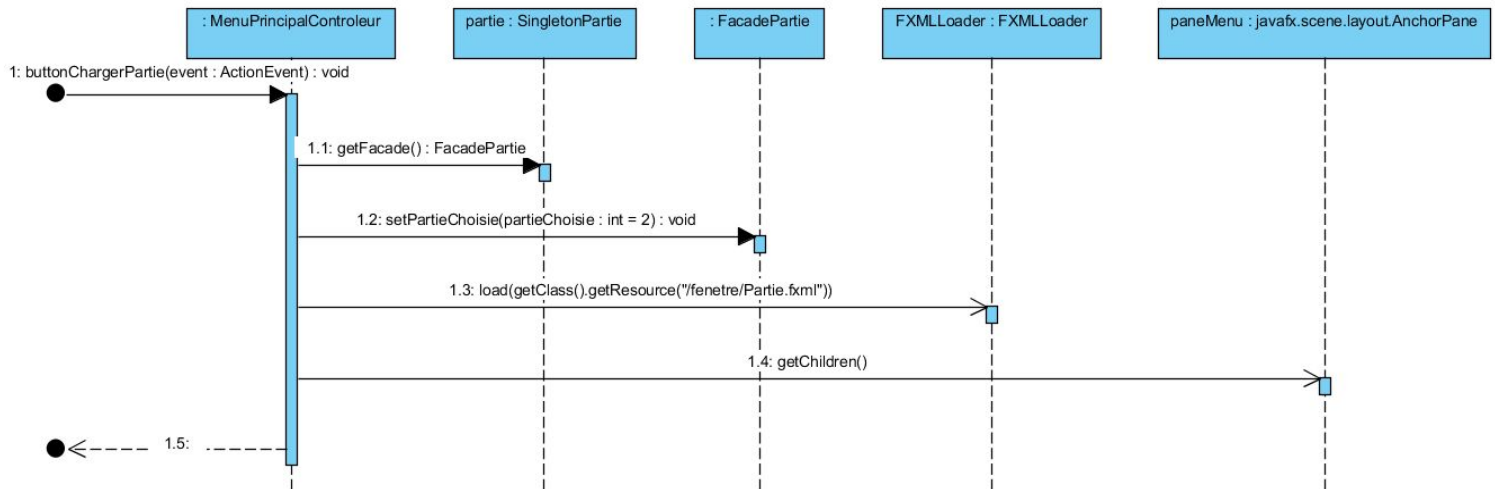 : MenuPrincipalControleur
partie : SingletonPartie
: FacadePartie
FXMLLoader : FXMLLoader
paneMenu : javafx.scene.layout.AnchorPane
1: buttonChargerPartie(event : ActionEvent) : void
1.1: getFacade() : FacadePartie
1.2: setPartieChoisie(partieChoisie : int = 2) : void
1.3: load(getClass().getResource("/fenetre/Partie.fxml"))
1.4: getChildren()
1.5: